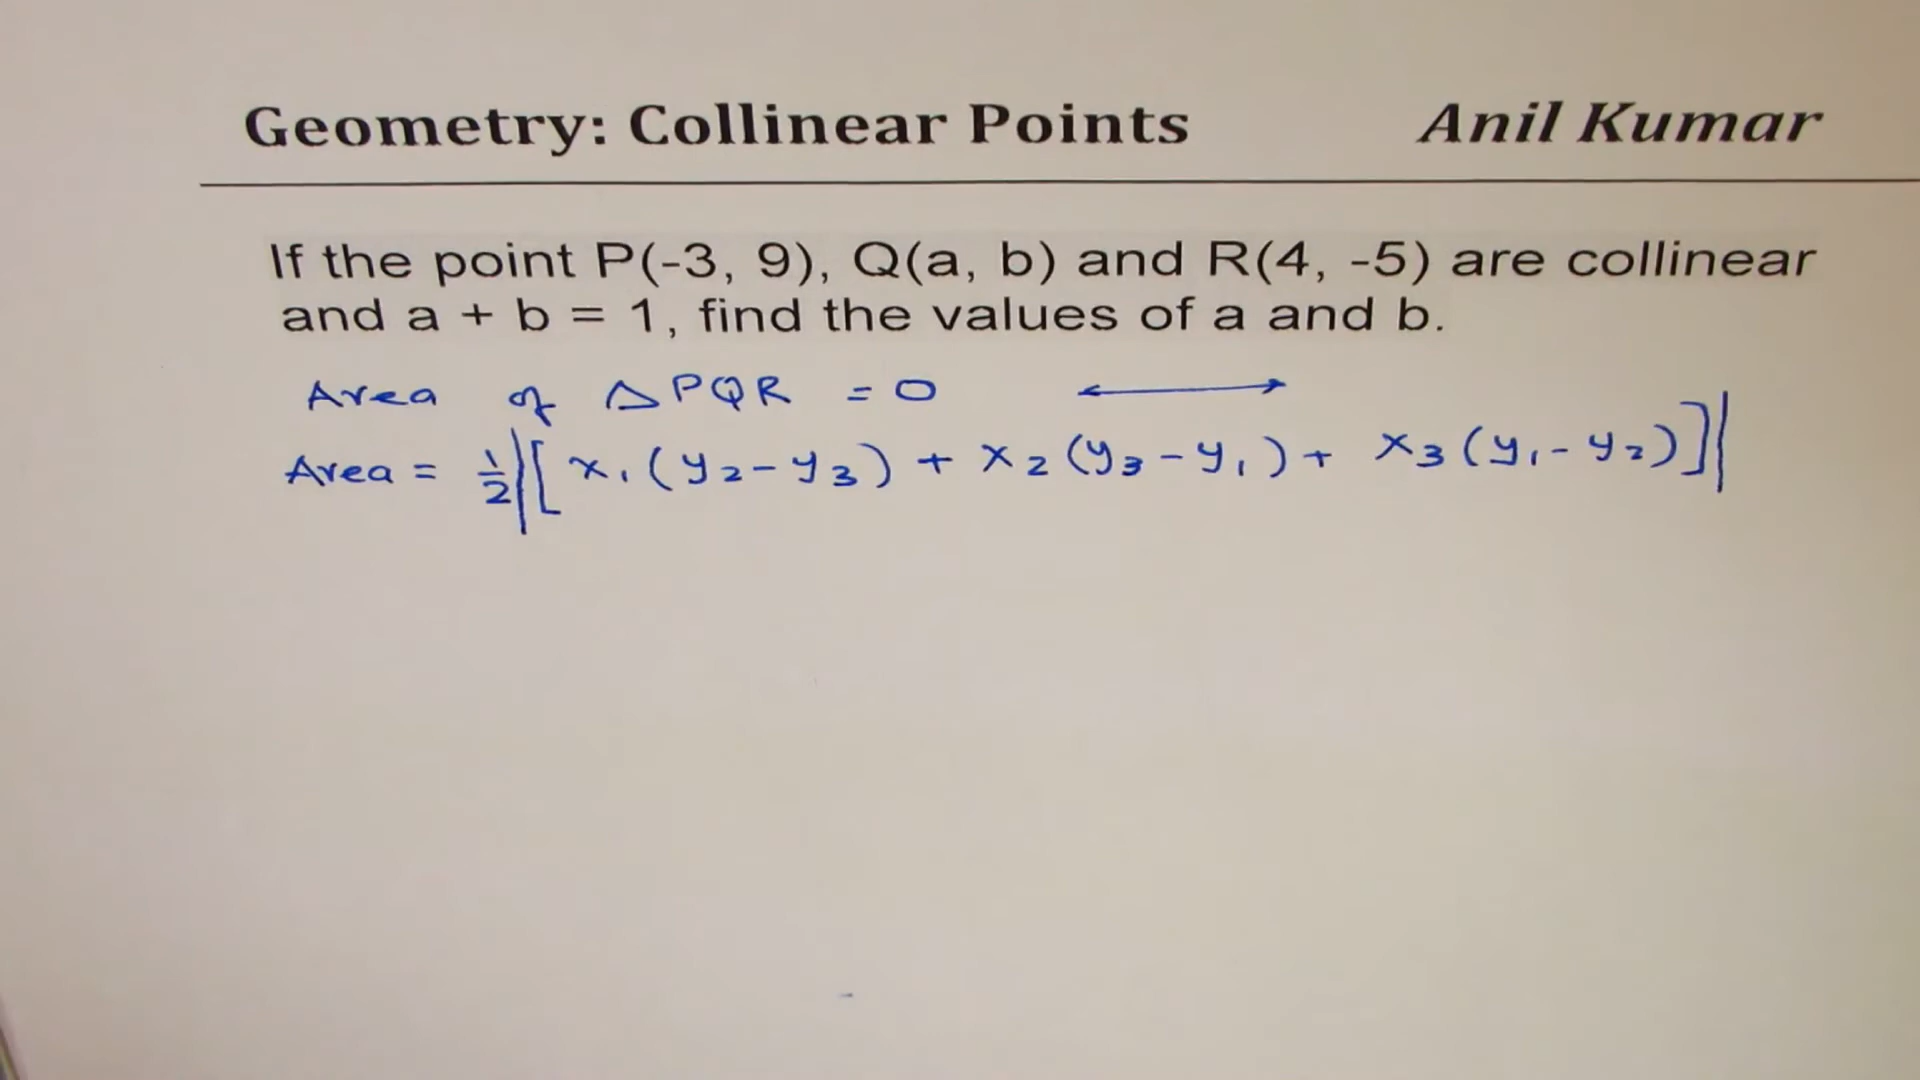 Geometry: Collinear Points Anil Kumar
If the point P(-3, 9), Q(a, b) and R(4, -5) are collinear
and a + b = 1, find the values of a and b.
Area of △PQR = 0
Area = 1/2 |[x₁(y₂-y₃) + x₂(y₃-y₁) + x₃(y₁-y₂)]|